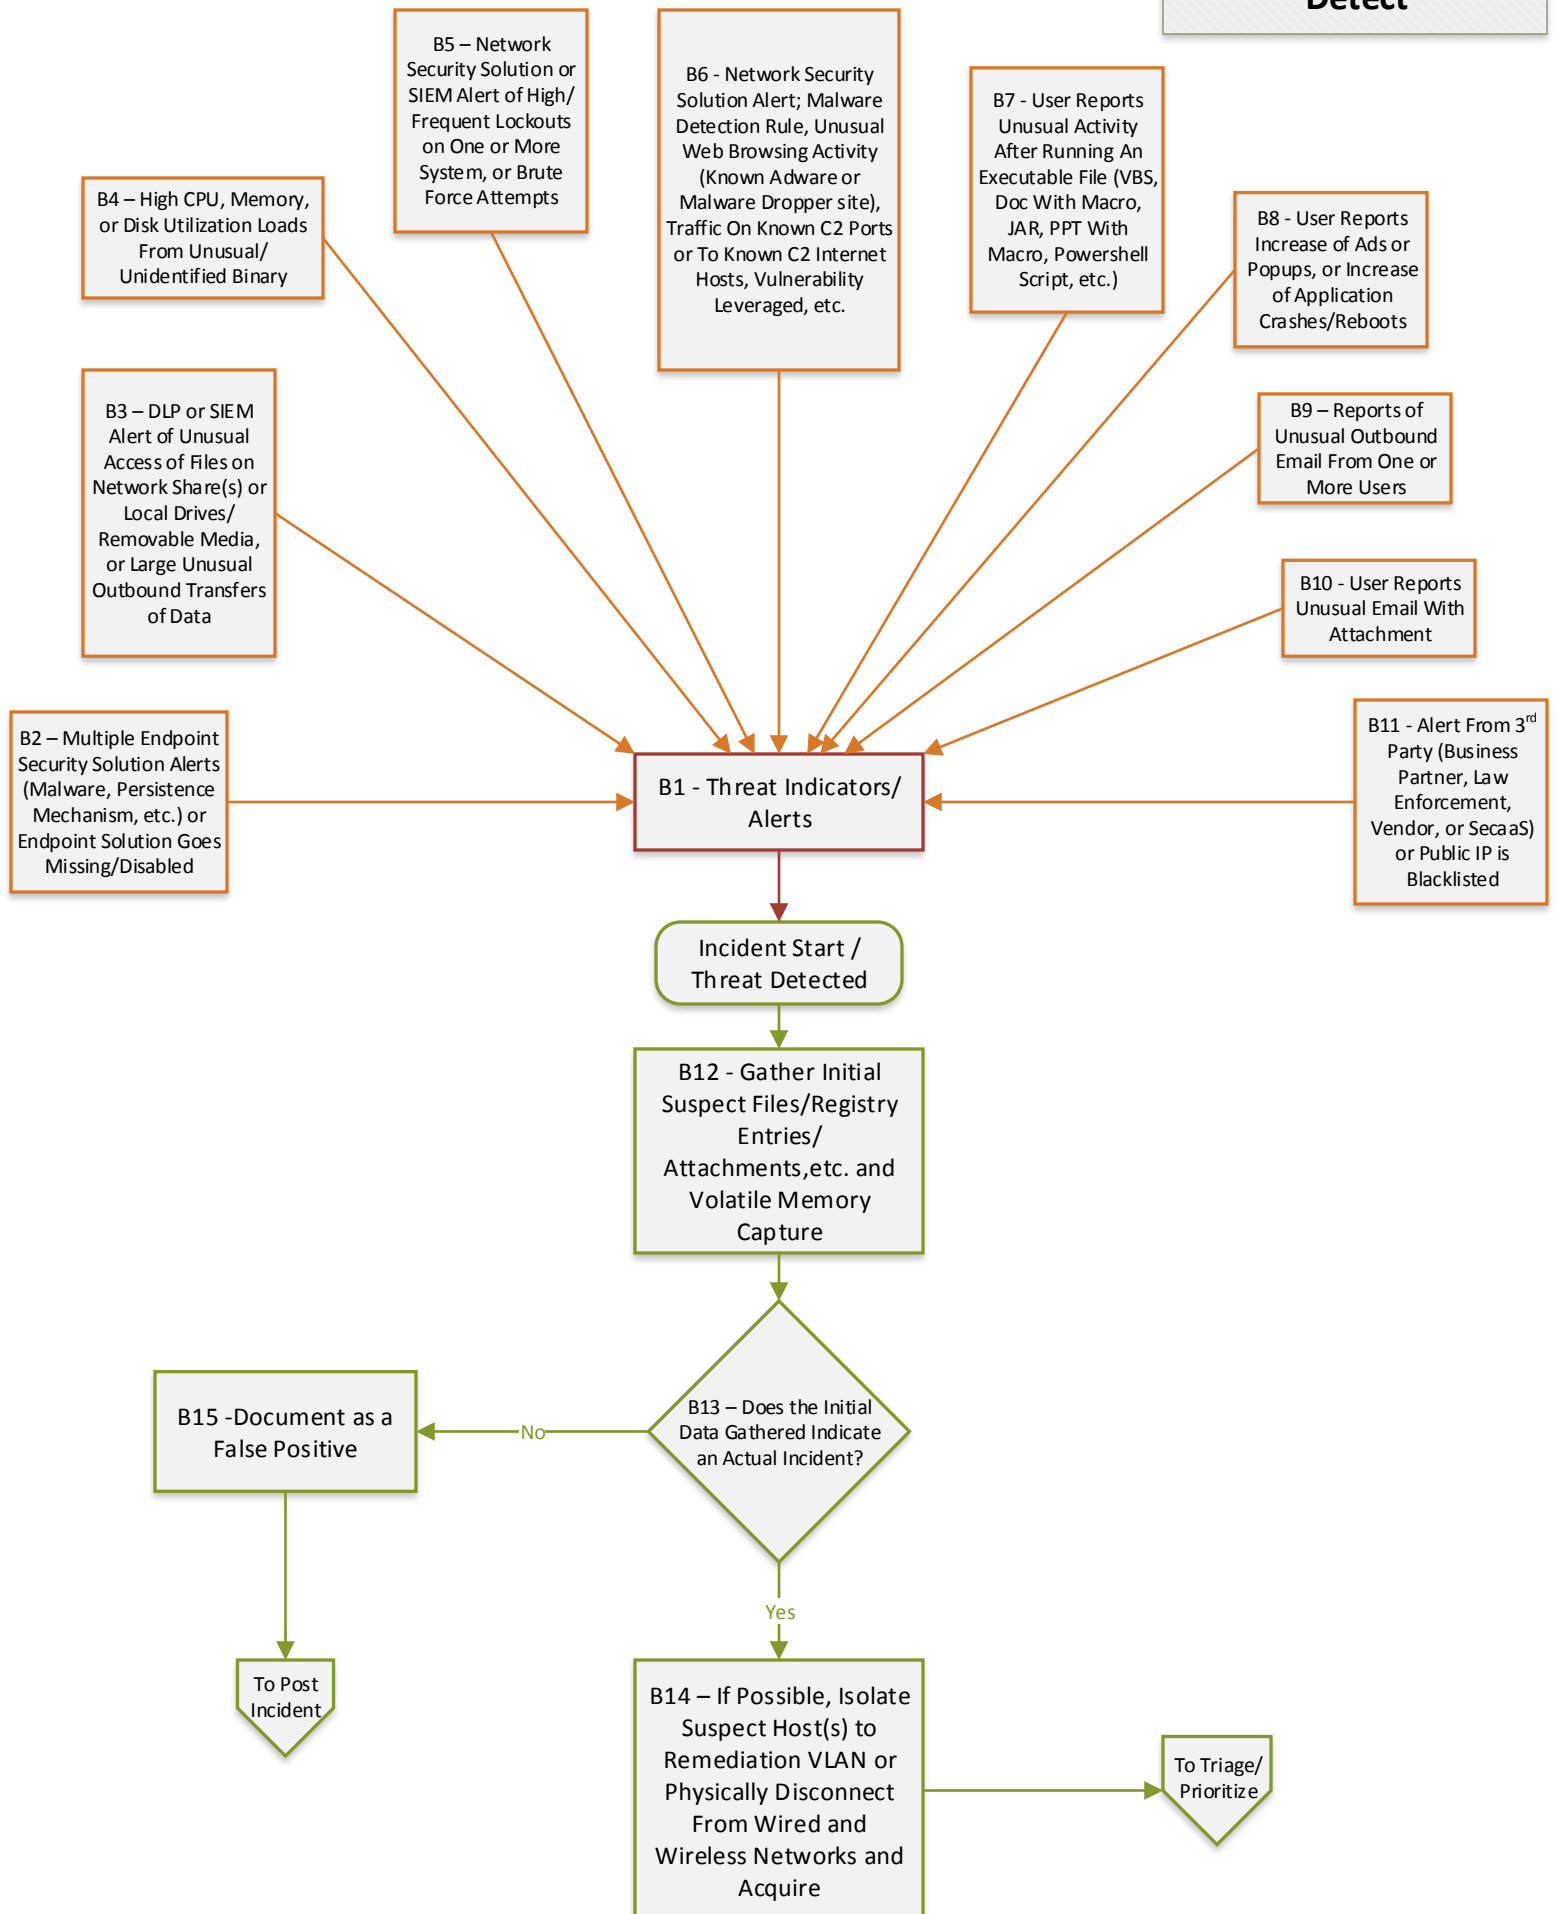 Detect
B5 – Network
Security Solution or
SIEM Alert of High/
Frequent Lockouts
on One or More
System, or Brute
Force Attempts
B6 - Network Security
Solution Alert; Malware
Detection Rule, Unusual
Web Browsing Activity
(Known Adware or
Malware Dropper site),
Traffic On Known C2 Ports
or To Known C2 Internet
Hosts, Vulnerability
Leveraged, etc.
B7 - User Reports
Unusual Activity
After Running An
Executable File (VBS,
Doc With Macro,
JAR, PPT With
Macro, Powershell
Script, etc.)
B4 – High CPU, Memory,
or Disk Utilization Loads
From Unusual/
Unidentified Binary
B8 - User Reports
Increase of Ads or
Popups, or Increase
of Application
Crashes/Reboots
B3 – DLP or SIEM
Alert of Unusual
Access of Files on
Network Share(s) or
Local Drives/
Removable Media,
or Large Unusual
Outbound Transfers
of Data
B9 – Reports of
Unusual Outbound
Email From One or
More Users
B10 - User Reports
Unusual Email With
Attachment
B2 – Multiple Endpoint
Security Solution Alerts
(Malware, Persistence
Mechanism, etc.) or
Endpoint Solution Goes
Missing/Disabled
B1 - Threat Indicators/
Alerts
B11 - Alert From 3rd
Party (Business
Partner, Law
Enforcement,
Vendor, or SecaaS)
or Public IP is
Blacklisted
Incident Start /
Threat Detected
B12 - Gather Initial
Suspect Files/Registry
Entries/
Attachments,etc. and
Volatile Memory
Capture
B13 – Does the Initial
Data Gathered Indicate
an Actual Incident?
No
B15 -Document as a
False Positive
Yes
To Post
Incident
B14 – If Possible, Isolate
Suspect Host(s) to
Remediation VLAN or
Physically Disconnect
From Wired and
Wireless Networks and
Acquire
To Triage/
Prioritize